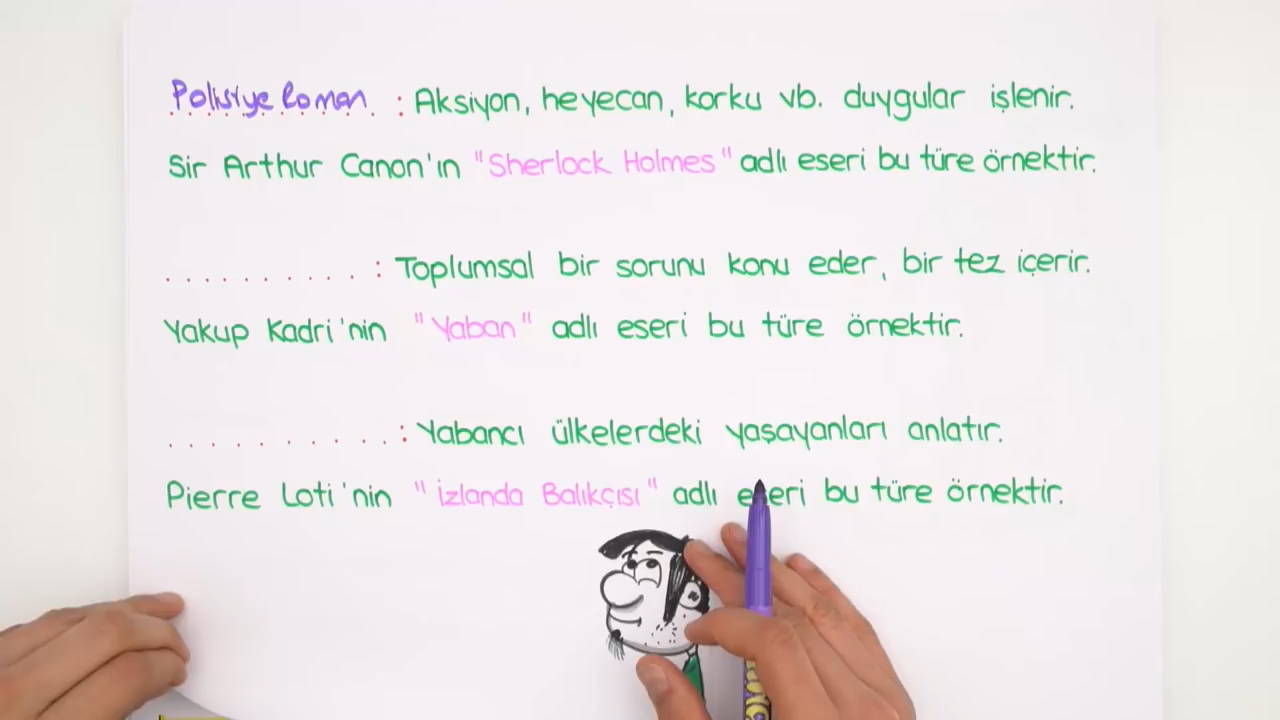 Polisiye Roman : Aksiyon, heyecan, korku vb. duygular işlenir.
Sir Arthur Canon'ın "Sherlock Holmes" adlı eseri bu türe örnektir.
. . . . . . . . . . : Toplumsal bir sorunu konu eder, bir tez içerir.
Yakup Kadri'nin "Yaban" adlı eseri bu türe örnektir.
. . . . . . . . . . : Yabancı ülkelerdeki yaşayanları anlatır.
Pierre Loti'nin "İzlanda Balıkçısı" adlı eseri bu türe örnektir.